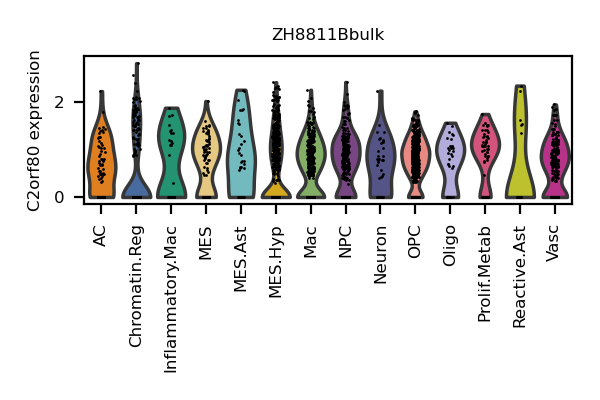 ZH8811Bbulk
C2orf80 expression
2
0
AC
Chromatin.Reg
Inflammatory.Mac
MES
MES.Ast
MES.Hyp
Mac
NPC
Neuron
OPC
Oligo
Prolif.Metab
Reactive.Ast
Vasc